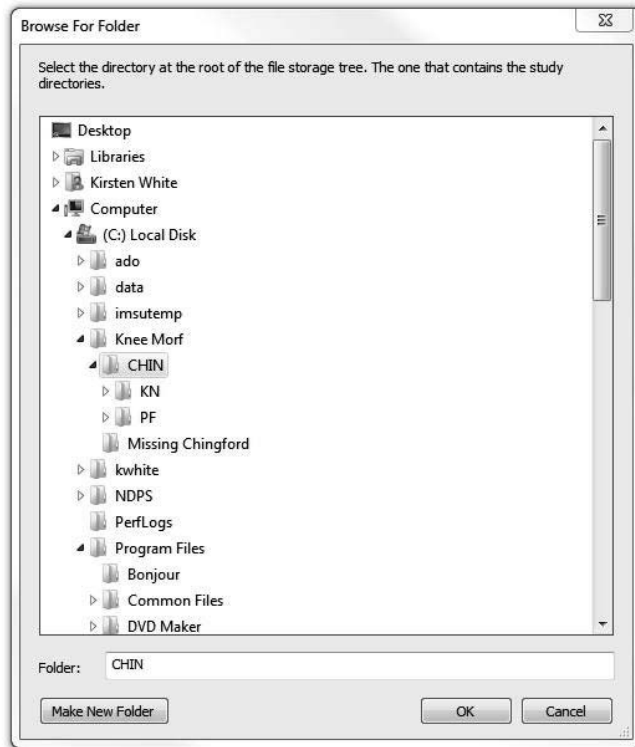 Browse For Folder
Select the directory at the root of the file storage tree. The one that contains the study
directories.
Desktop
Libraries
Kirsten White
Computer
(C:) Local Disk
ado
data
imsutemp
Knee Morf
CHIN
KN
PF
Missing Chingford
kwhite
NDPS
PerfLogs
Program Files
Bonjour
Common Files
DVD Maker
Folder: CHIN
Make New Folder OK Cancel